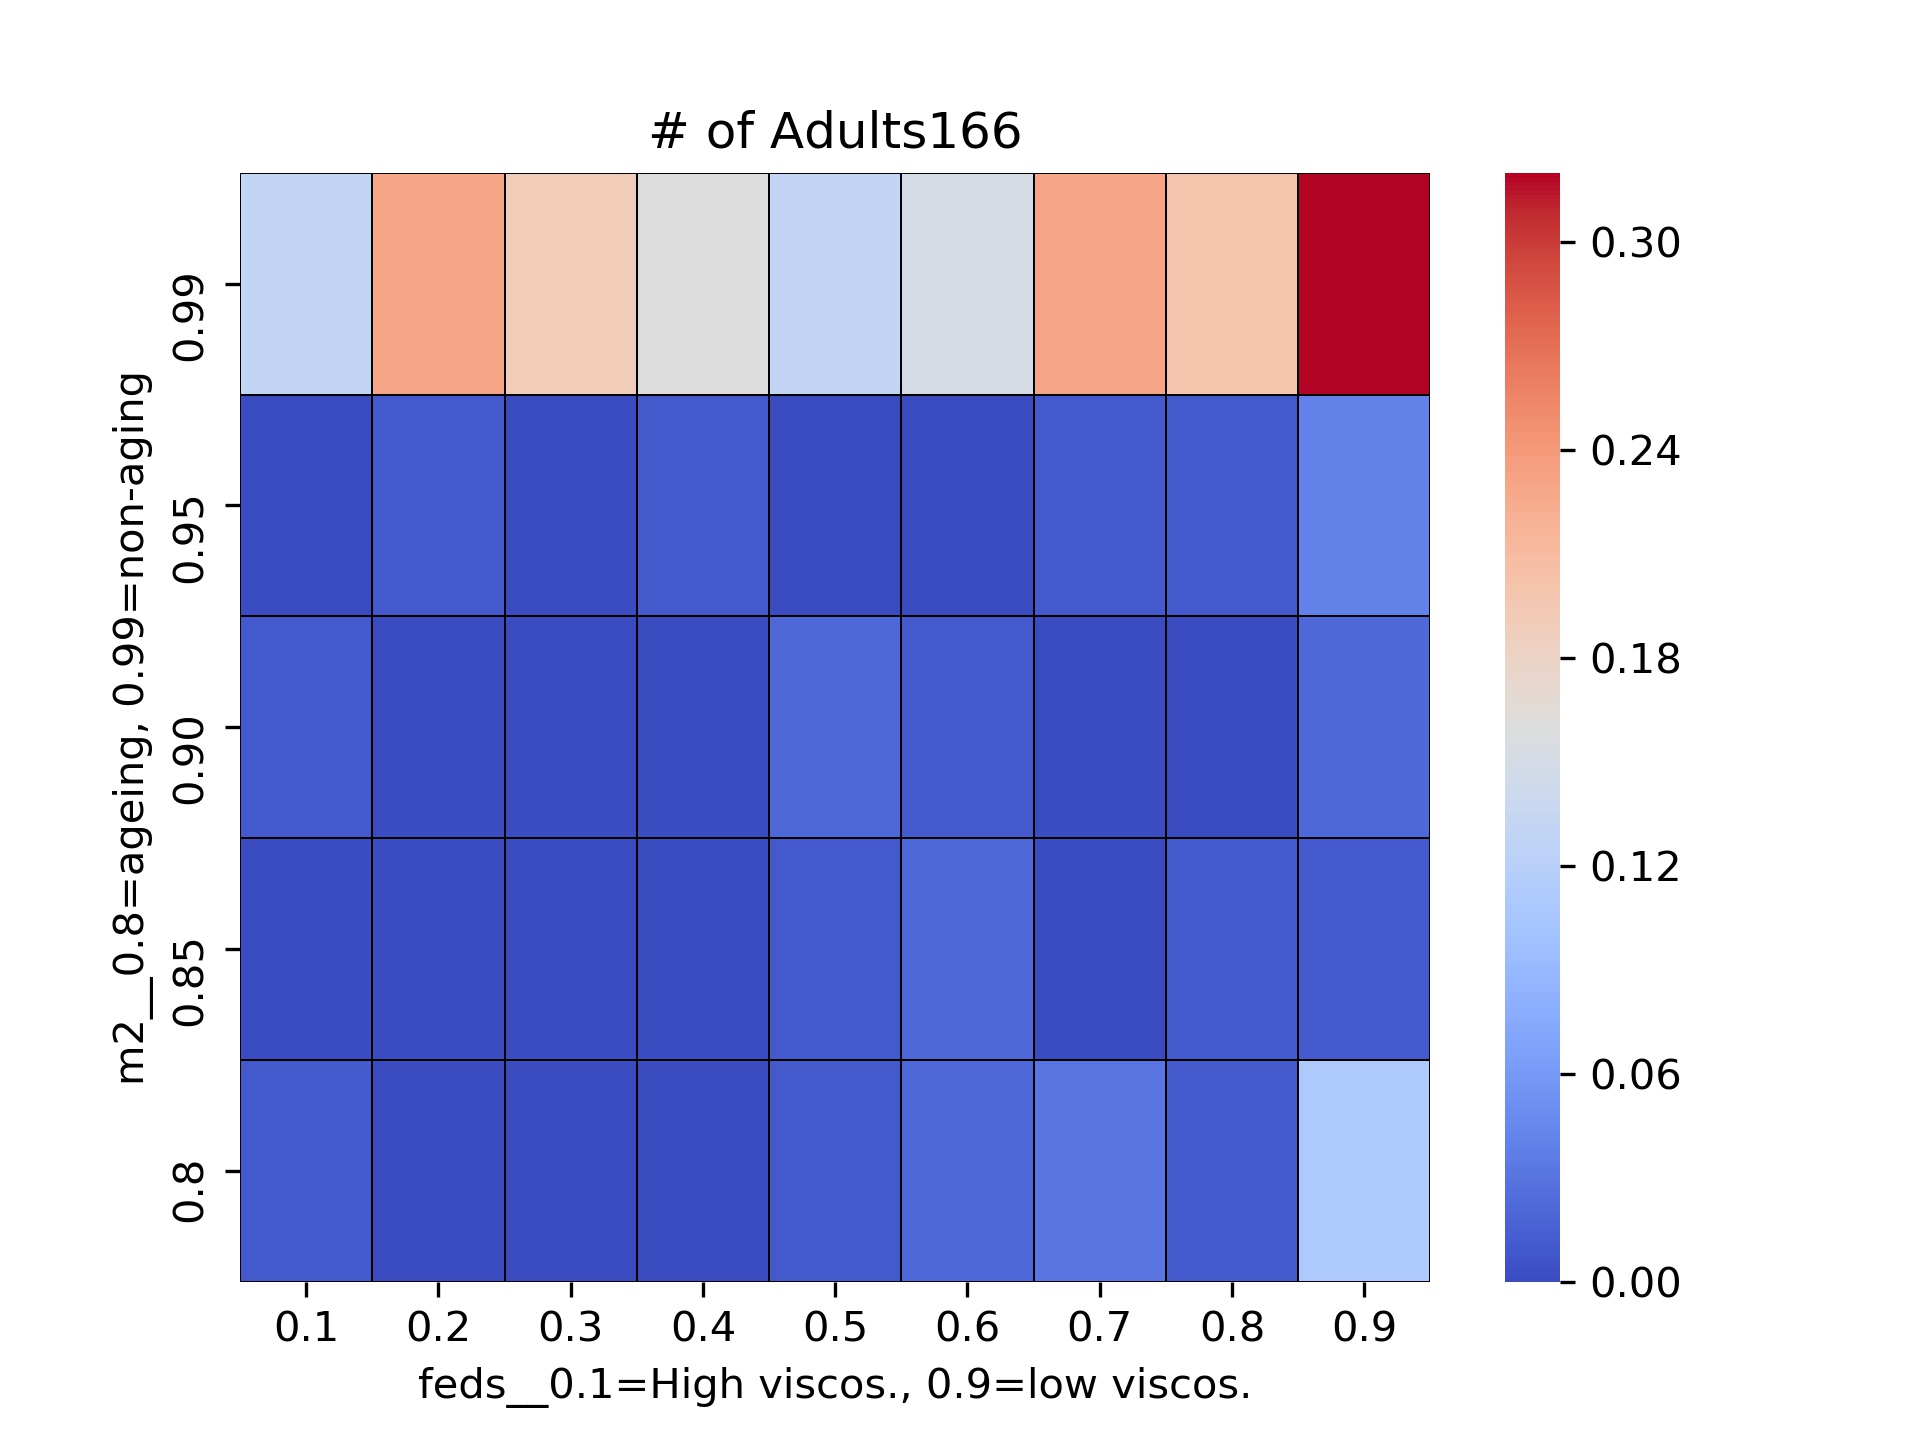 # of Adults166
m2__0.8=ageing, 0.99=non-aging
0.99
0.95
0.90
0.85
0.8
0.1 0.2 0.3 0.4 0.5 0.6 0.7 0.8 0.9
feds__0.1=High viscos., 0.9=low viscos.
0.30
0.24
0.18
0.12
0.06
0.00